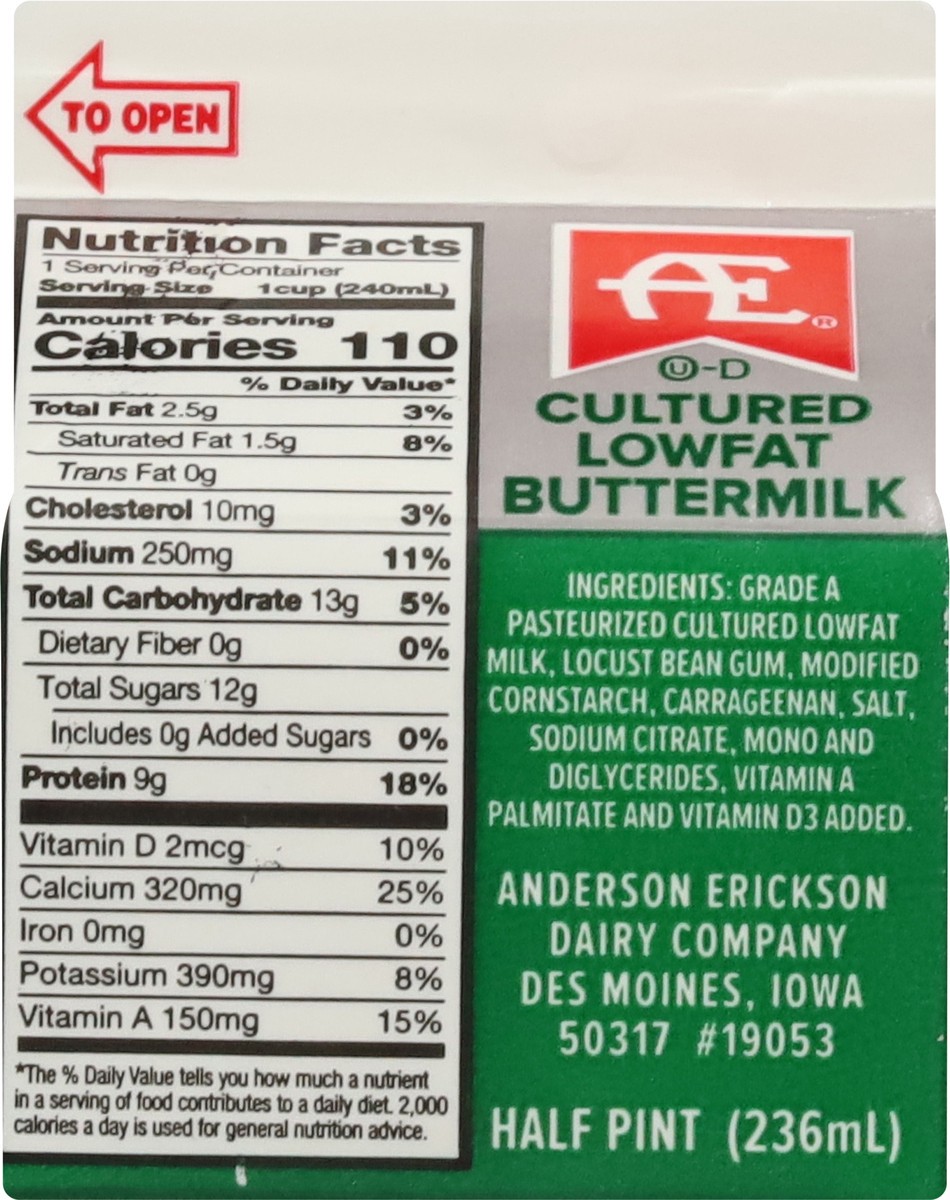 TO OPEN
Nutrition Facts
1 Serving Per Container
Serving Size 1cup (240mL)
Amount Per Serving
Calories 110
% Daily Value*
Total Fat 2.5g 3%
Saturated Fat 1.5g 8%
Trans Fat 0g
Cholesterol 10mg 3%
Sodium 250mg 11%
Total Carbohydrate 13g 5%
Dietary Fiber 0g 0%
Total Sugars 12g
Includes 0g Added Sugars 0%
Protein 9g 18%
Vitamin D 2mcg 10%
Calcium 320mg 25%
Iron 0mg 0%
Potassium 390mg 8%
Vitamin A 150mg 15%
*The % Daily Value tells you how much a nutrient
in a serving of food contributes to a daily diet. 2,000
calories a day is used for general nutrition advice.
AE®
Ⓤ-D
CULTURED
LOWFAT
BUTTERMILK
INGREDIENTS: GRADE A
PASTEURIZED CULTURED LOWFAT
MILK, LOCUST BEAN GUM, MODIFIED
CORNSTARCH, CARRAGEENAN, SALT,
SODIUM CITRATE, MONO AND
DIGLYCERIDES, VITAMIN A
PALMITATE AND VITAMIN D3 ADDED.
ANDERSON ERICKSON
DAIRY COMPANY
DES MOINES, IOWA
50317 #19053
HALF PINT (236mL)